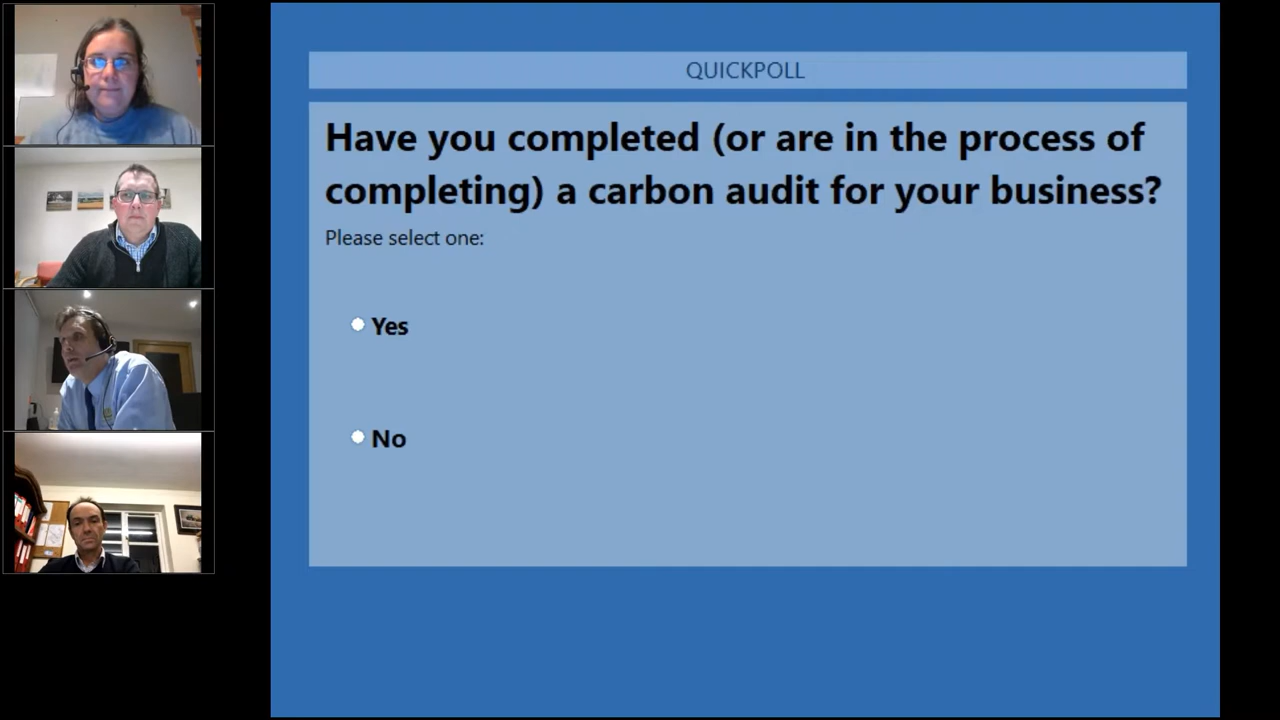 QUICKPOLL
Have you completed (or are in the process of
completing) a carbon audit for your business?
Please select one:
Yes
No